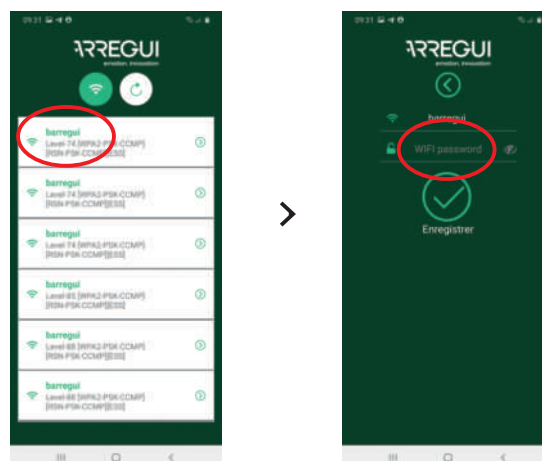 09:31
ARREGUI
emotion. innovation
barregui
Level-74 [WPA2-PSK-CCMP]
[RSN-PSK-CCMP][ESS]
barregui
Level-74 [WPA2-PSK-CCMP]
[RSN-PSK-CCMP][ESS]
barregui
Level-74 [WPA2-PSK-CCMP]
[RSN-PSK-CCMP][ESS]
barregui
Level-85 [WPA2-PSK-CCMP]
[RSN-PSK-CCMP][ESS]
barregui
Level-88 [WPA2-PSK-CCMP]
[RSN-PSK-CCMP][ESS]
barregui
Level-88 [WPA2-PSK-CCMP]
[RSN-PSK-CCMP][ESS]
09:31
ARREGUI
emotion. innovation
barregui
WIFI password
Enregistrer